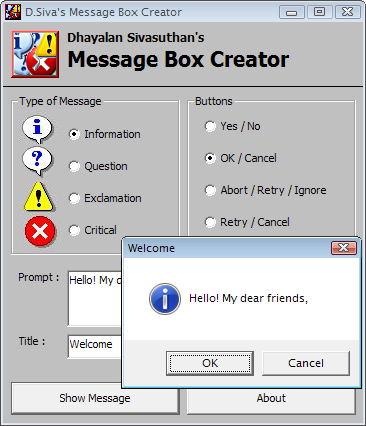 D.Siva's Message Box Creator
Dhayalan Sivasuthan's
Message Box Creator
Type of Message
Information
Question
Exclamation
Critical
Buttons
Yes / No
OK / Cancel
Abort / Retry / Ignore
Retry / Cancel
Prompt :
Hello! My
Title :
Welcome
Welcome
Hello! My dear friends,
OK
Cancel
Show Message
About